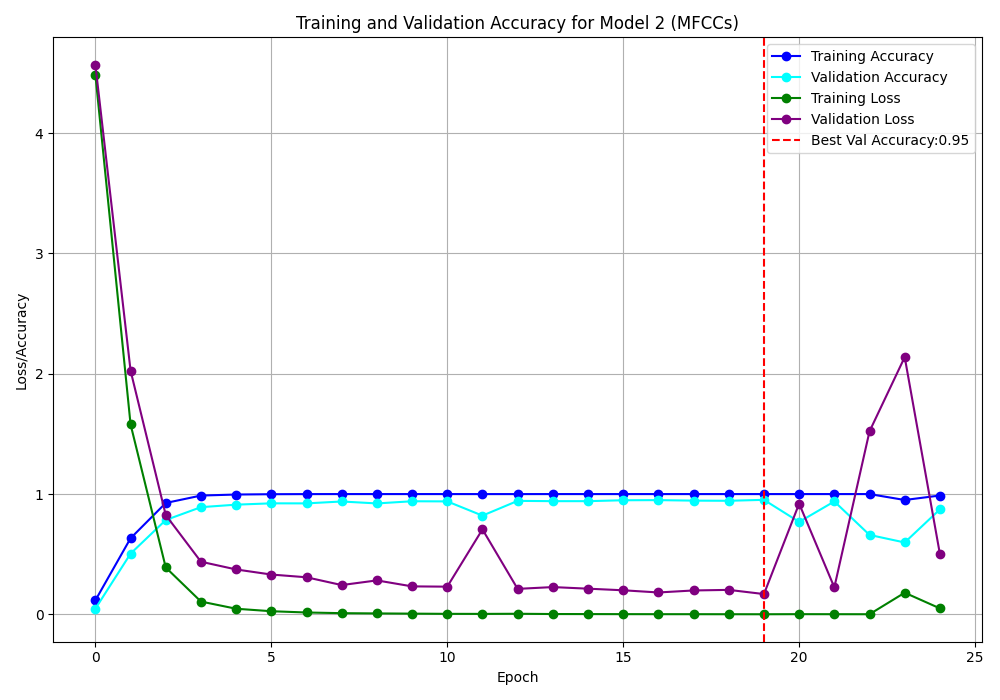 Training and Validation Accuracy for Model 2 (MFCCs)
Training Accuracy
Validation Accuracy
Training Loss
Validation Loss
Best Val Accuracy:0.95
Loss/Accuracy
4
3
2
1
0
0 5 10 15 20 25
Epoch